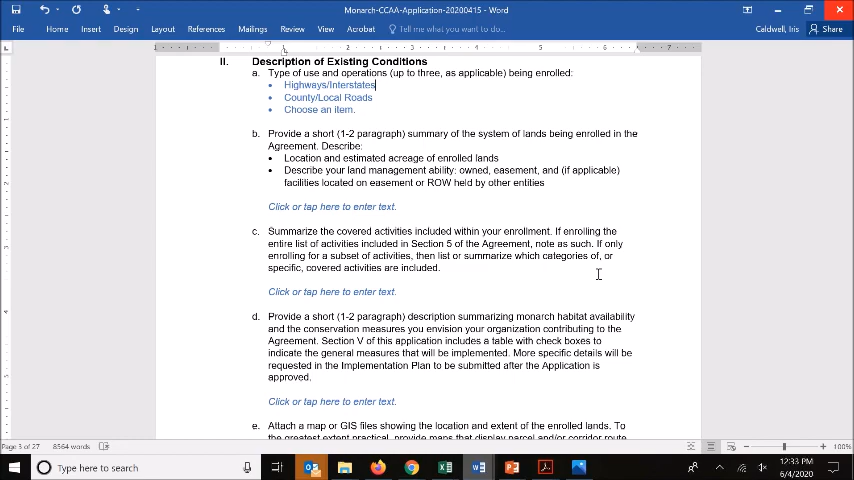 Monarch-CCAA-Application-20200415 - Word
Caldwell, Iris
File Home Insert Design Layout References Mailings Review View Acrobat Tell me what you want to do... Share
1 2 3 4 5 6 7
II. Description of Existing Conditions
a. Type of use and operations (up to three, as applicable) being enrolled:
• Highways/Interstates
• County/Local Roads
• Choose an item.
b. Provide a short (1-2 paragraph) summary of the system of lands being enrolled in the
Agreement. Describe:
• Location and estimated acreage of enrolled lands
• Describe your land management ability: owned, easement, and (if applicable)
facilities located on easement or ROW held by other entities
Click or tap here to enter text.
c. Summarize the covered activities included within your enrollment. If enrolling the
entire list of activities included in Section 5 of the Agreement, note as such. If only
enrolling for a subset of activities, then list or summarize which categories of, or
specific, covered activities are included.
Click or tap here to enter text.
d. Provide a short (1-2 paragraph) description summarizing monarch habitat availability
and the conservation measures you envision your organization contributing to the
Agreement. Section V of this application includes a table with check boxes to
indicate the general measures that will be implemented. More specific details will be
requested in the Implementation Plan to be submitted after the Application is
approved.
Click or tap here to enter text.
e. Attach a map or GIS files showing the location and extent of the enrolled lands. To
the greatest extent practical, provide maps that display parcel and/or corridor route
Page 3 of 27 8564 words 100%
Type here to search
12:33 PM
6/4/2020